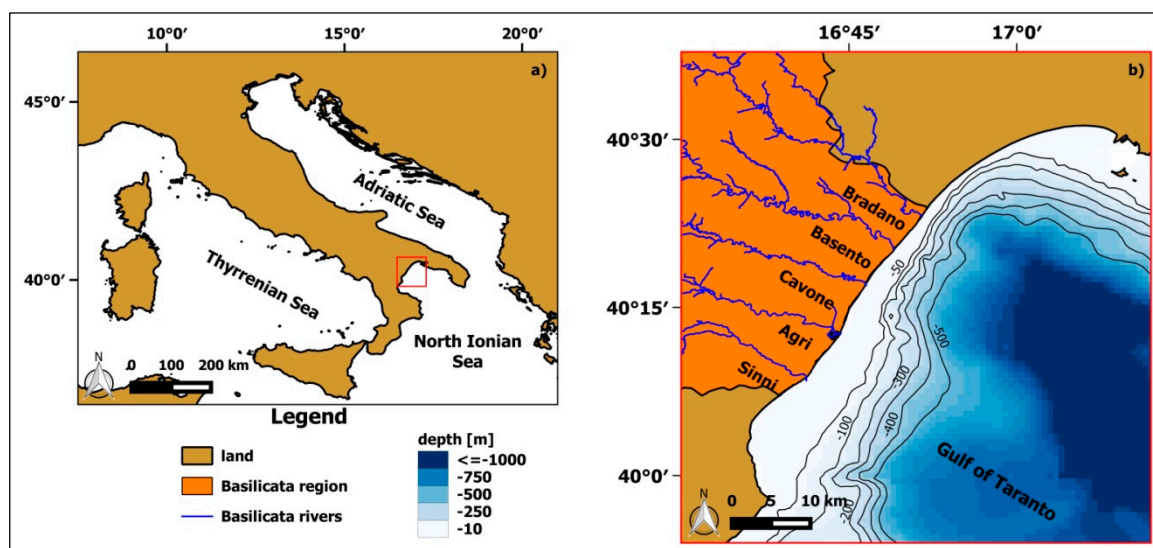 10°0′ 15°0′ 20°0′
a)
45°0′
40°0′
Adriatic Sea
Thyrrenian Sea
North Ionian
Sea
N
0 100 200 km
Legend
land
Basilicata region
Basilicata rivers
depth [m]
<=-1000
-750
-500
-250
-10
16°45′ 17°0′
b)
40°30′
40°15′
40°0′
Bradano
Basento
Cavone
Agri
Sinni
-50
-500
-300
-400
-100
-200
Gulf of Taranto
N
0 5 10 km